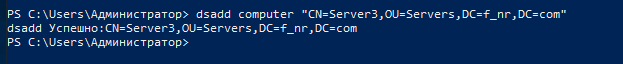 PS C:\Users\Администратор> dsadd computer "CN=Server3,OU=Servers,DC=f_nr,DC=com"
dsadd Успешно:CN=Server3,OU=Servers,DC=f_nr,DC=com
PS C:\Users\Администратор>